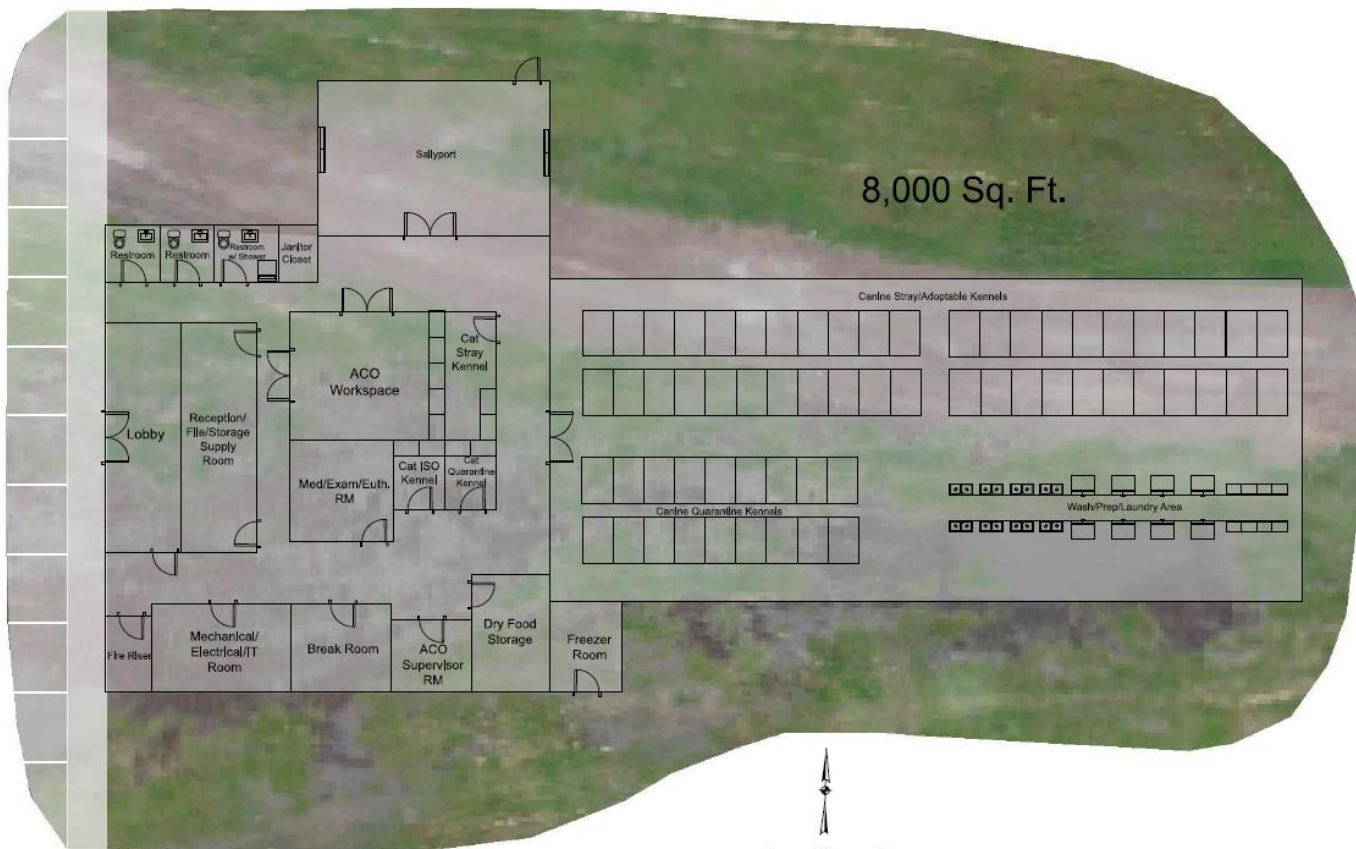 Sallyport
8,000 Sq. Ft.
Restroom
Restroom
Restroom
w/ Shower
Janitor
Closet
Canine Stray/Adoptable Kennels
Cat
Stray
Kennel
ACO
Workspace
Lobby
Reception/
File/Storage
Supply
Room
Med/Exam/Euth.
RM
Cat ISO
Kennel
Cat
Quarantine
Kennel
Canine Quarantine Kennels
Wash/Prep/Laundry Area
Fire Riser
Mechanical/
Electrical/IT
Room
Break Room
ACO
Supervisor
RM
Dry Food
Storage
Freezer
Room